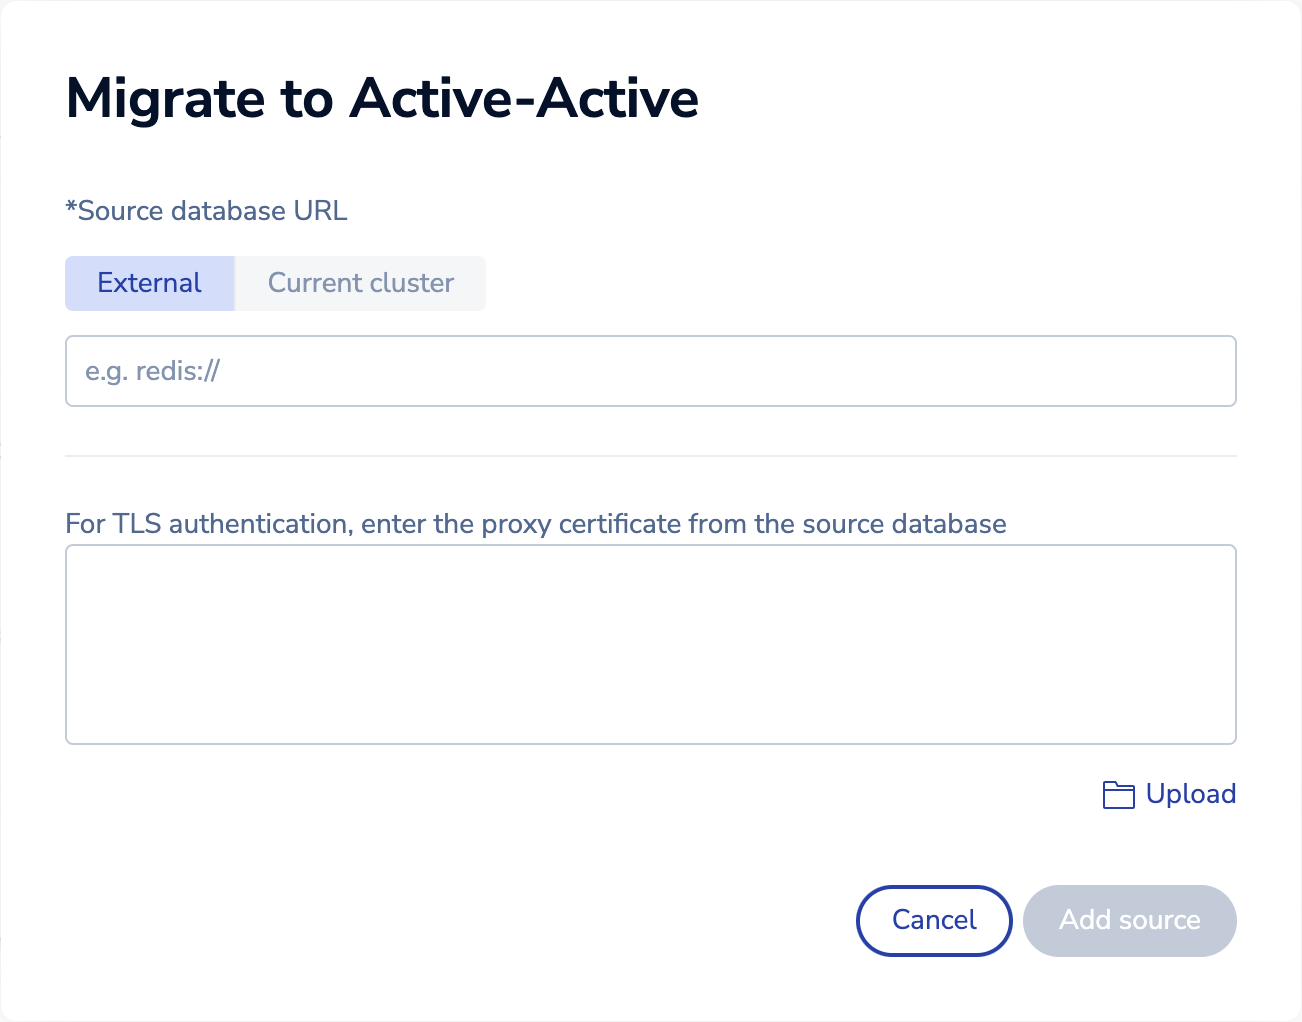 Migrate to Active-Active
*Source database URL
External Current cluster
e.g. redis://
For TLS authentication, enter the proxy certificate from the source database
Upload
Cancel Add source